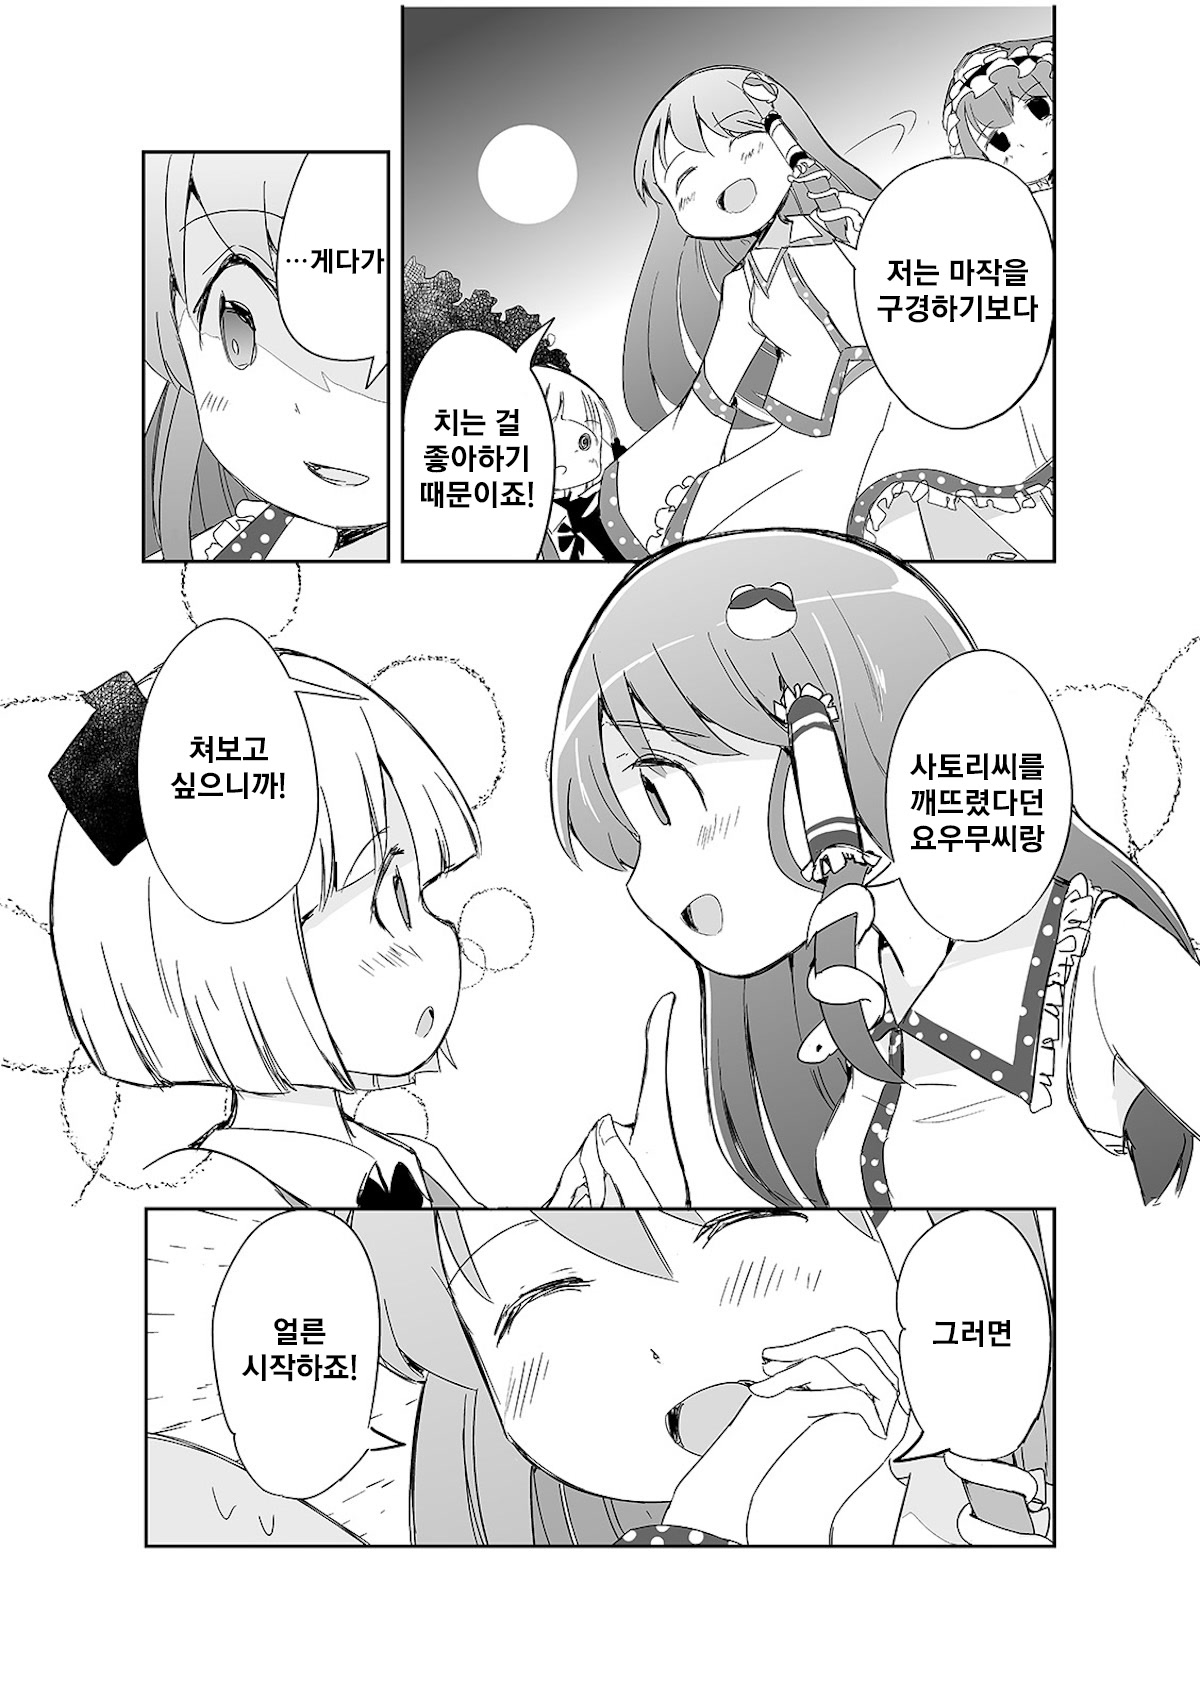 저는 마작을
구경하기보다
치는 걸
좋아하기
때문이죠!
…게다가
사토리씨를
깨뜨렸다던
요우무씨랑
쳐보고
싶으니까!
그러면
얼른
시작하죠!